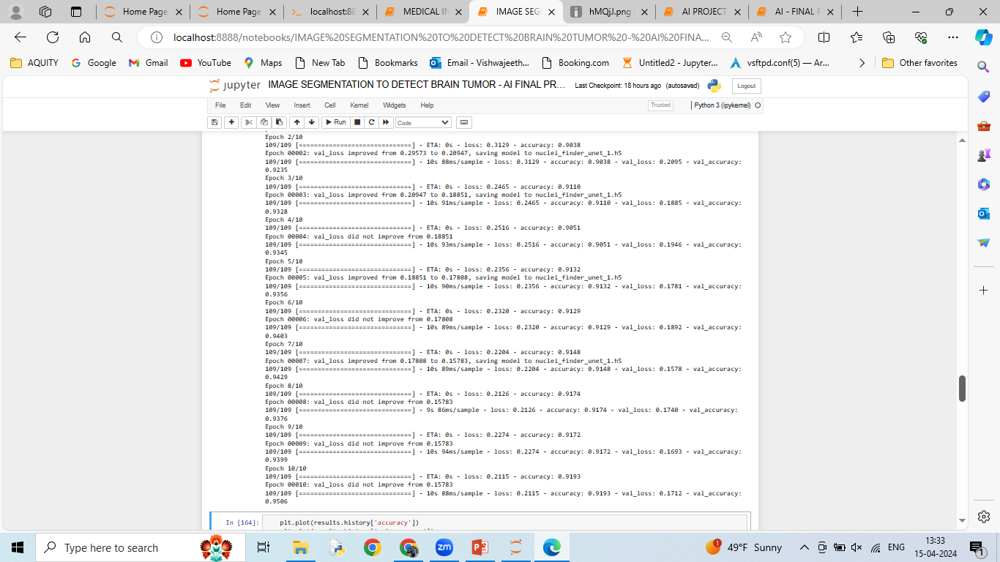 Home Page
Home Page
localhost:88
MEDICAL IN
IMAGE SEG
hMQjJ.png
AI PROJECT
AI - FINAL P
localhost:8888/notebooks/IMAGE%20SEGMENTATION%20TO%20DETECT%20BRAIN%20TUMOR%20-%20AI%20FINA...
AQUITY
Google
Gmail
YouTube
Maps
New Tab
Bookmarks
Email - Vishwajeeth...
Booking.com
Untitled2 - Jupyter...
vsftpd.conf(5) — Ar...
Other favorites
jupyter IMAGE SEGMENTATION TO DETECT BRAIN TUMOR - AI FINAL PR... Last Checkpoint: 18 hours ago (autosaved)
Logout
File Edit View Insert Cell Kernel Widgets Help
Trusted
Python 3 (ipykernel)
Run
Code
Epoch 2/10
109/109 [==============================] - ETA: 0s - loss: 0.3129 - accuracy: 0.9038
Epoch 00002: val_loss improved from 0.29573 to 0.20947, saving model to nuclei_finder_unet_1.h5
109/109 [==============================] - 10s 88ms/sample - loss: 0.3129 - accuracy: 0.9038 - val_loss: 0.2095 - val_accuracy:
0.9235
Epoch 3/10
109/109 [==============================] - ETA: 0s - loss: 0.2465 - accuracy: 0.9110
Epoch 00003: val_loss improved from 0.20947 to 0.18851, saving model to nuclei_finder_unet_1.h5
109/109 [==============================] - 10s 91ms/sample - loss: 0.2465 - accuracy: 0.9110 - val_loss: 0.1885 - val_accuracy:
0.9328
Epoch 4/10
109/109 [==============================] - ETA: 0s - loss: 0.2516 - accuracy: 0.9051
Epoch 00004: val_loss did not improve from 0.18851
109/109 [==============================] - 10s 93ms/sample - loss: 0.2516 - accuracy: 0.9051 - val_loss: 0.1946 - val_accuracy:
0.9345
Epoch 5/10
109/109 [==============================] - ETA: 0s - loss: 0.2356 - accuracy: 0.9132
Epoch 00005: val_loss improved from 0.18851 to 0.17808, saving model to nuclei_finder_unet_1.h5
109/109 [==============================] - 10s 90ms/sample - loss: 0.2356 - accuracy: 0.9132 - val_loss: 0.1781 - val_accuracy:
0.9356
Epoch 6/10
109/109 [==============================] - ETA: 0s - loss: 0.2320 - accuracy: 0.9129
Epoch 00006: val_loss did not improve from 0.17808
109/109 [==============================] - 10s 89ms/sample - loss: 0.2320 - accuracy: 0.9129 - val_loss: 0.1892 - val_accuracy:
0.9403
Epoch 7/10
109/109 [==============================] - ETA: 0s - loss: 0.2204 - accuracy: 0.9148
Epoch 00007: val_loss improved from 0.17808 to 0.15783, saving model to nuclei_finder_unet_1.h5
109/109 [==============================] - 10s 89ms/sample - loss: 0.2204 - accuracy: 0.9148 - val_loss: 0.1578 - val_accuracy:
0.9429
Epoch 8/10
109/109 [==============================] - ETA: 0s - loss: 0.2126 - accuracy: 0.9174
Epoch 00008: val_loss did not improve from 0.15783
109/109 [==============================] - 9s 86ms/sample - loss: 0.2126 - accuracy: 0.9174 - val_loss: 0.1740 - val_accuracy:
0.9376
Epoch 9/10
109/109 [==============================] - ETA: 0s - loss: 0.2274 - accuracy: 0.9172
Epoch 00009: val_loss did not improve from 0.15783
109/109 [==============================] - 10s 94ms/sample - loss: 0.2274 - accuracy: 0.9172 - val_loss: 0.1693 - val_accuracy:
0.9399
Epoch 10/10
109/109 [==============================] - ETA: 0s - loss: 0.2115 - accuracy: 0.9193
Epoch 00010: val_loss did not improve from 0.15783
109/109 [==============================] - 10s 88ms/sample - loss: 0.2115 - accuracy: 0.9193 - val_loss: 0.1712 - val_accuracy:
0.9506
In [164]: plt.plot(results.history['accuracy'])
Type here to search
zm
1
49°F Sunny
ENG
13:33
15-04-2024
1